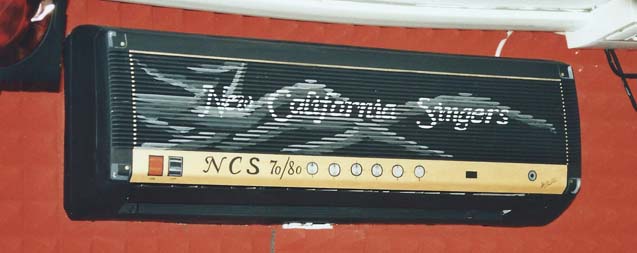 New California Singers
NCS 70/80